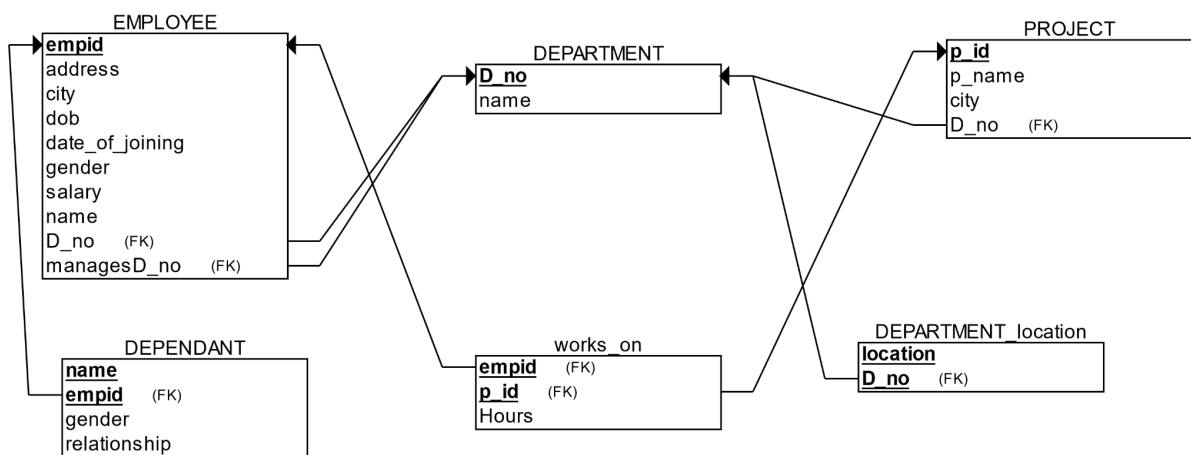 EMPLOYEE
empid
address
city
dob
date_of_joining
gender
salary
name
D_no (FK)
managesD_no (FK)
DEPARTMENT
D_no
name
PROJECT
p_id
p_name
city
D_no (FK)
DEPENDANT
name
empid (FK)
gender
relationship
works_on
empid (FK)
p_id (FK)
Hours
DEPARTMENT_location
location
D_no (FK)